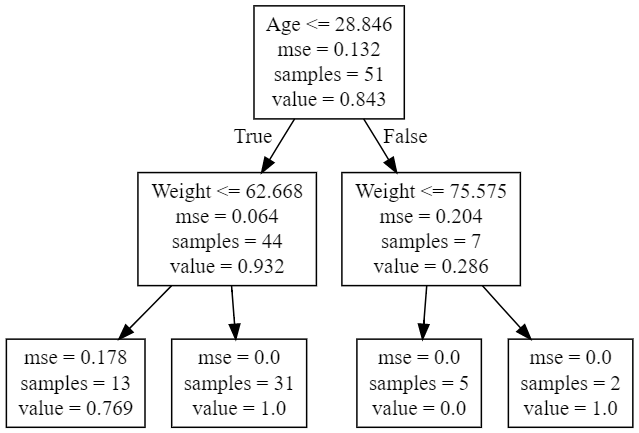 Age <= 28.846
mse = 0.132
samples = 51
value = 0.843
True
False
Weight <= 62.668
mse = 0.064
samples = 44
value = 0.932
Weight <= 75.575
mse = 0.204
samples = 7
value = 0.286
mse = 0.178
samples = 13
value = 0.769
mse = 0.0
samples = 31
value = 1.0
mse = 0.0
samples = 5
value = 0.0
mse = 0.0
samples = 2
value = 1.0